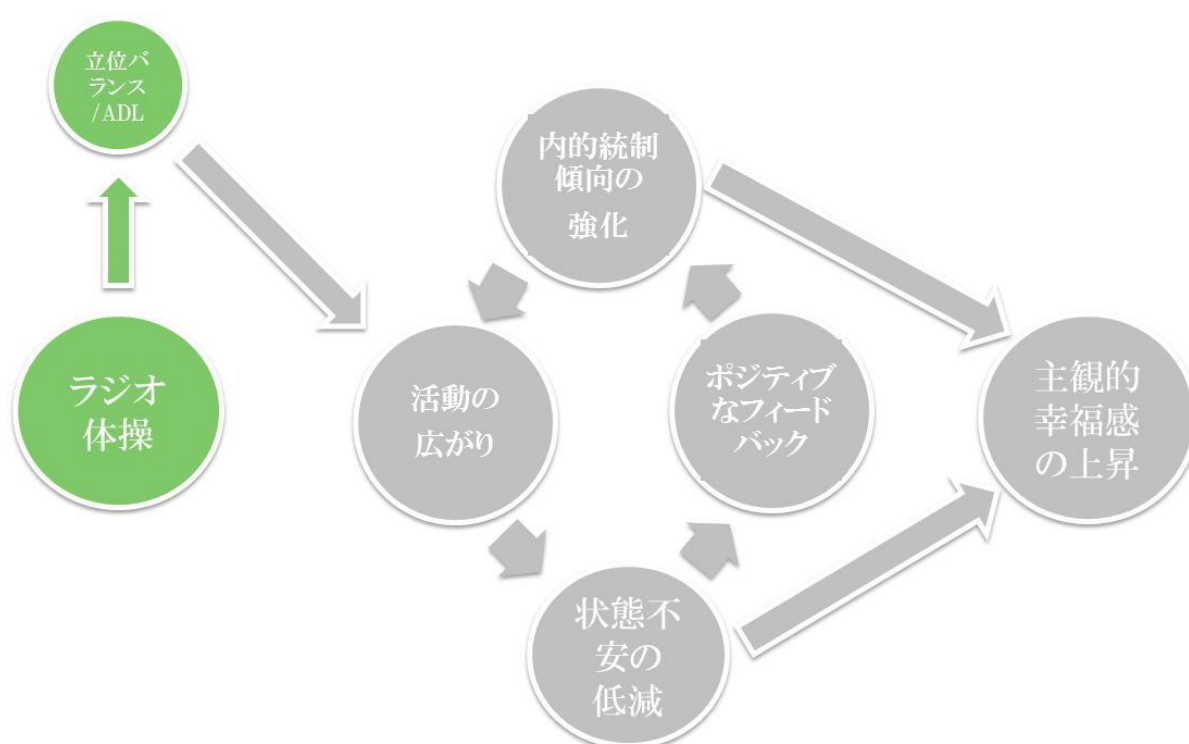 立位バ
ランス
/ADL
ラジオ
体操
内的統制
傾向の
強化
活動の
広がり
ポジティブ
なフィード
バック
状態不
安の
低減
主観的
幸福感
の上昇